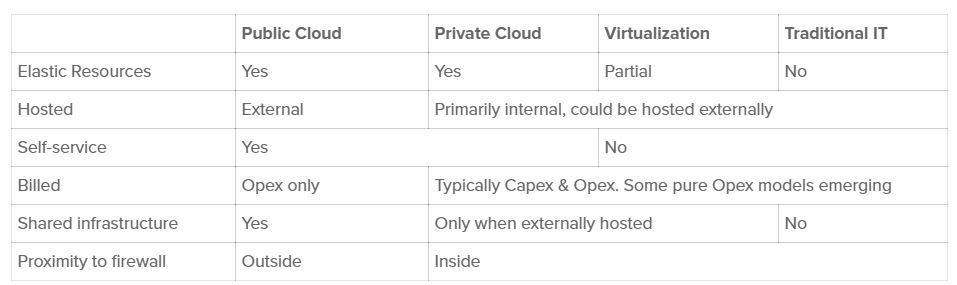 Public Cloud Private Cloud Virtualization Traditional IT
Elastic Resources Yes Yes Partial No
Hosted External Primarily internal, could be hosted externally
Self-service Yes No
Billed Opex only Typically Capex & Opex. Some pure Opex models emerging
Shared infrastructure Yes Only when externally hosted No
Proximity to firewall Outside Inside